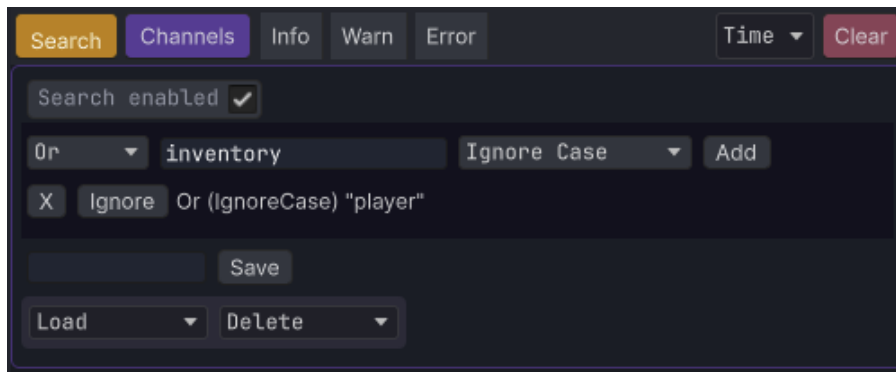 Search Channels Info Warn Error Time Clear
Search enabled
Or inventory Ignore Case Add
X Ignore Or (IgnoreCase) "player"
Save
Load Delete